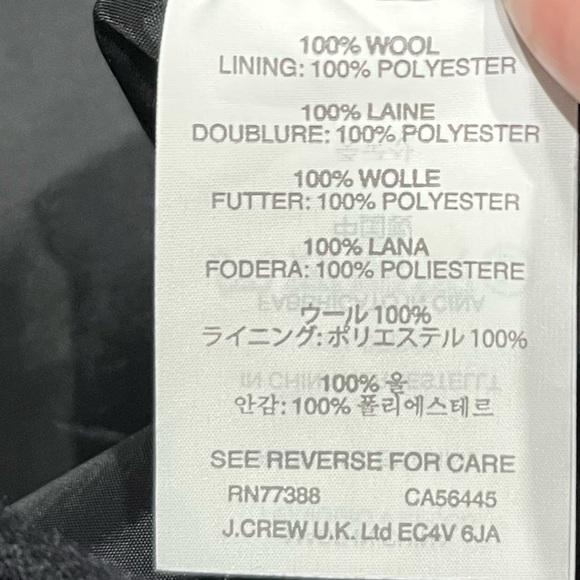 100% WOOL
LINING: 100% POLYESTER
100% LAINE
DOUBLURE: 100% POLYESTER
100% WOLLE
FUTTER: 100% POLYESTER
100% LANA
FODERA: 100% POLIESTERE
ウール 100%
ライニング: ポリエステル 100%
100% 울
안감: 100% 폴리에스테르
SEE REVERSE FOR CARE
RN77388 CA56445
J.CREW U.K. Ltd EC4V 6JA